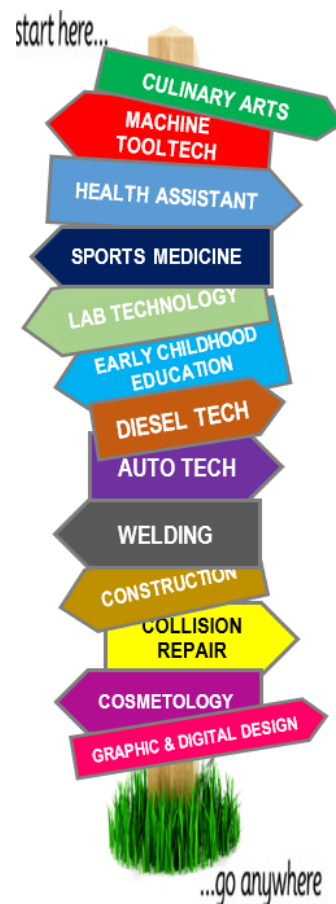 start here...
CULINARY ARTS
MACHINE
TOOLTECH
HEALTH ASSISTANT
SPORTS MEDICINE
LAB TECHNOLOGY
EARLY CHILDHOOD
EDUCATION
DIESEL TECH
AUTO TECH
WELDING
CONSTRUCTION
COLLISION
REPAIR
COSMETOLOGY
GRAPHIC & DIGITAL DESIGN
...go anywhere